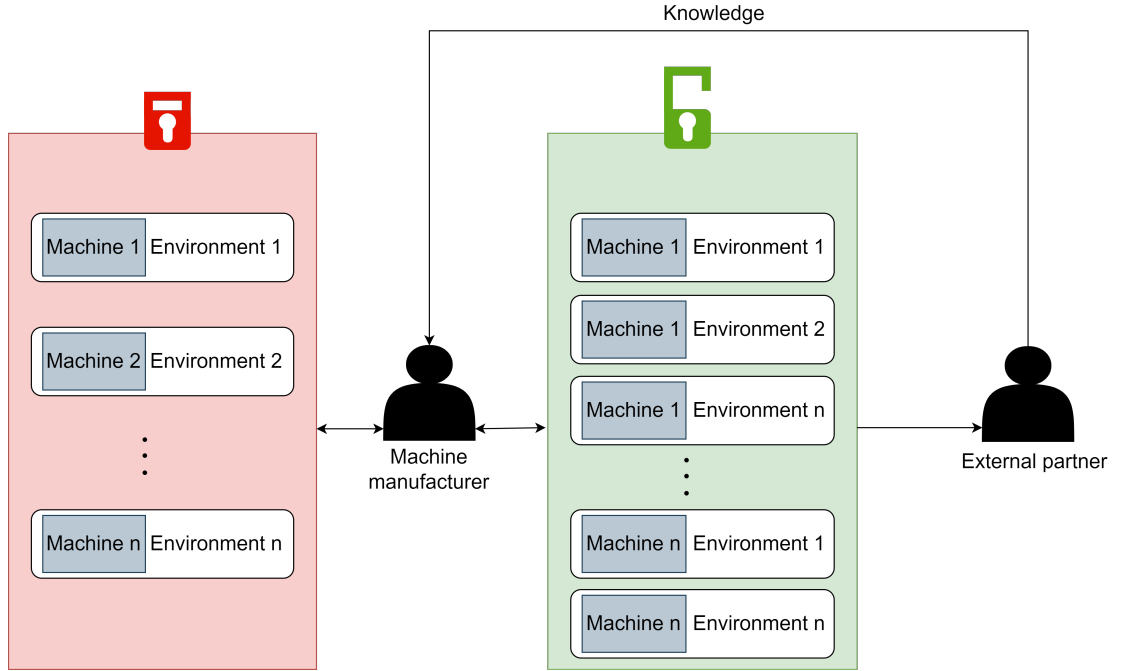 Knowledge
Machine 1 Environment 1
Machine 2 Environment 2
Machine n Environment n
Machine
manufacturer
Machine 1 Environment 1
Machine 1 Environment 2
Machine 1 Environment n
Machine n Environment 1
Machine n Environment n
External partner